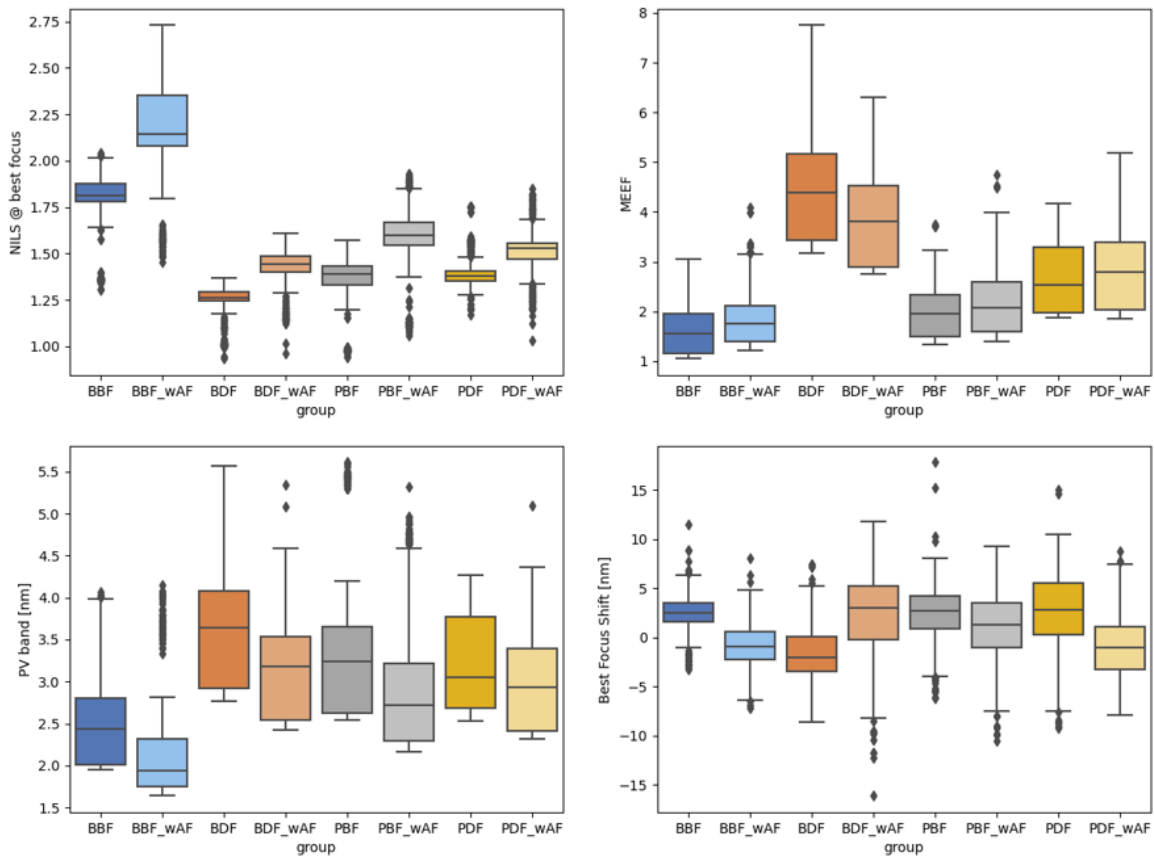 NILS @ best focus
2.75
2.50
2.25
2.00
1.75
1.50
1.25
1.00
BBF BBF_wAF BDF BDF_wAF PBF PBF_wAF PDF PDF_wAF
group
MEEF
8
7
6
5
4
3
2
1
BBF BBF_wAF BDF BDF_wAF PBF PBF_wAF PDF PDF_wAF
group
PV band [nm]
5.5
5.0
4.5
4.0
3.5
3.0
2.5
2.0
1.5
BBF BBF_wAF BDF BDF_wAF PBF PBF_wAF PDF PDF_wAF
group
Best Focus Shift [nm]
15
10
5
0
−5
−10
−15
BBF BBF_wAF BDF BDF_wAF PBF PBF_wAF PDF PDF_wAF
group